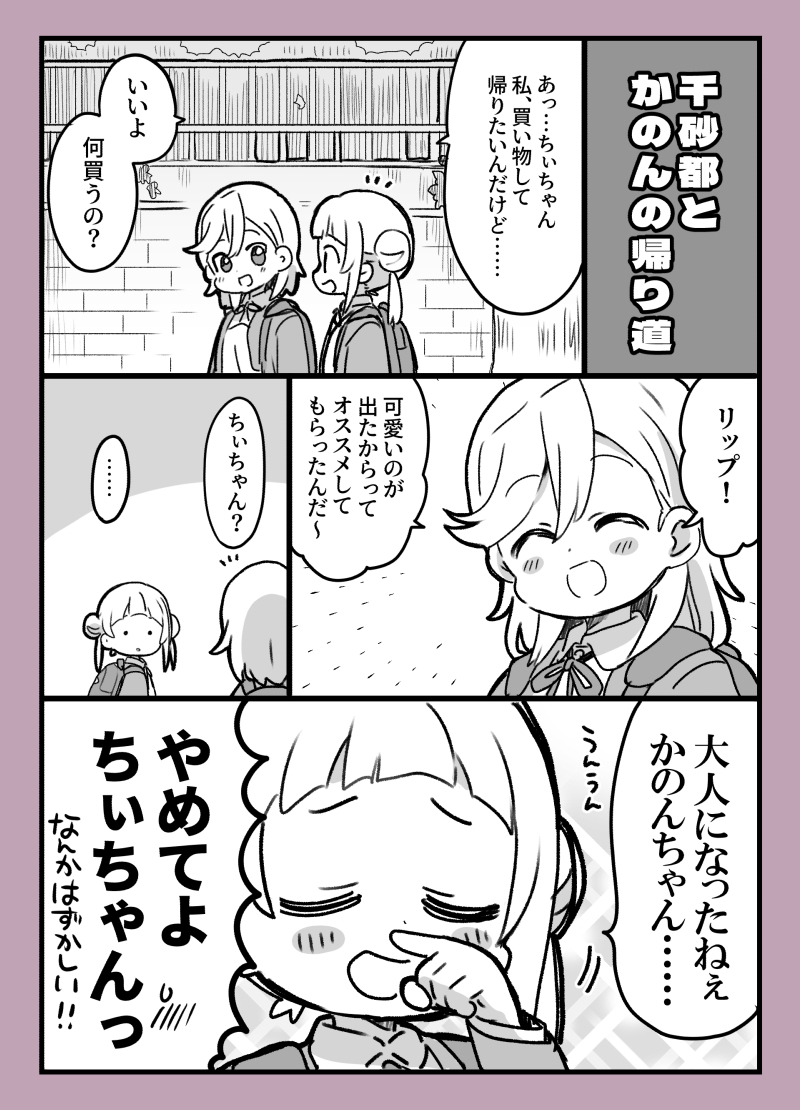 千砂都と
かのんの帰り道
あっ…ちぃちゃん
私、買い物して
帰りたいんだけど……
いいよ
何買うの？
リップ！
可愛いのが
出たからって
オススメして
もらったんだ～
ちぃちゃん？
……
大人になったねぇ
かのんちゃん……
うんうん
やめてよ
ちぃちゃんっ
なんかはずかしい!!